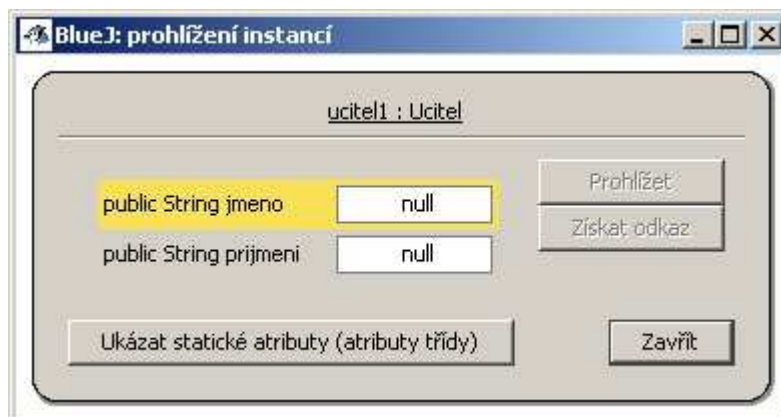 BlueJ: prohlížení instancí
ucitel1 : Ucitel
public String jmeno null
Prohlížet
Získat odkaz
public String prijmeni null
Ukázat statické atributy (atributy třídy)
Zavřít